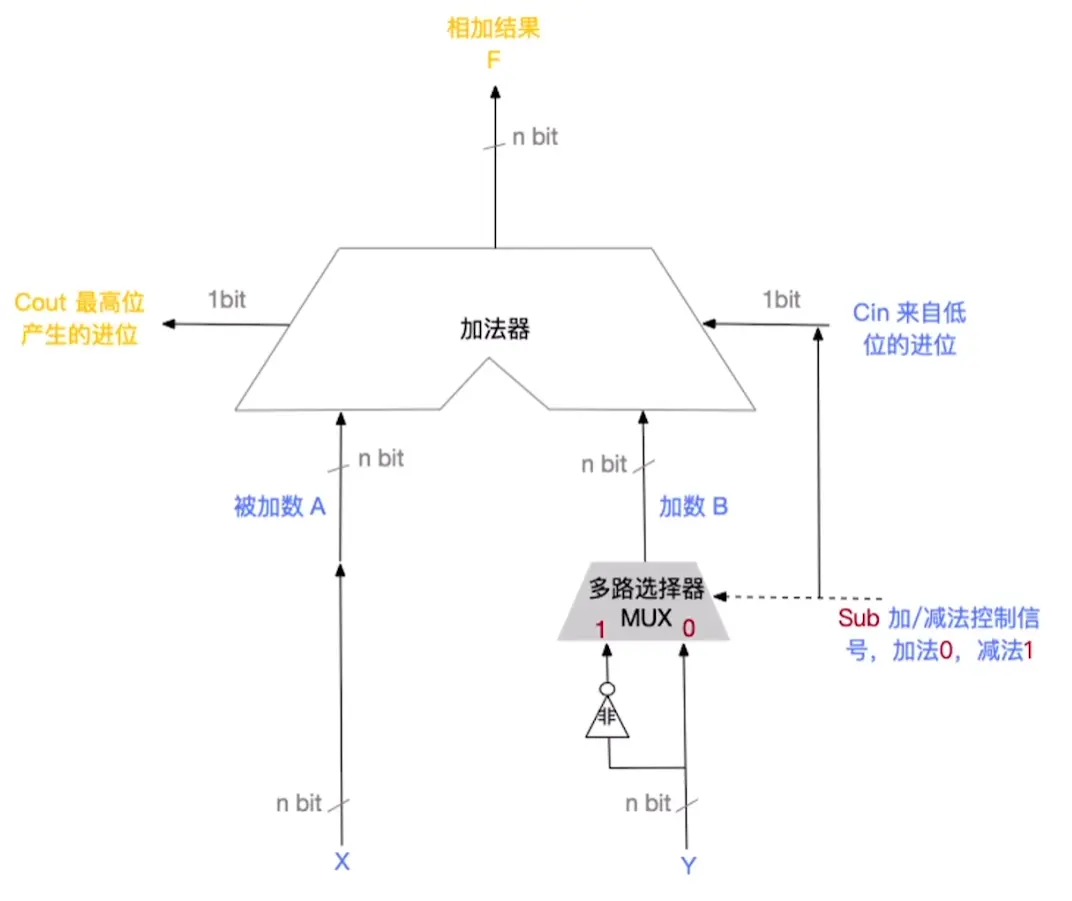 相加结果
F
n bit
Cout 最高位
产生的进位
1bit
加法器
1bit
Cin 来自低
位的进位
n bit
n bit
被加数 A
加数 B
多路选择器
MUX
1
0
Sub 加/减法控制信
号，加法0，减法1
非
n bit
n bit
X
Y